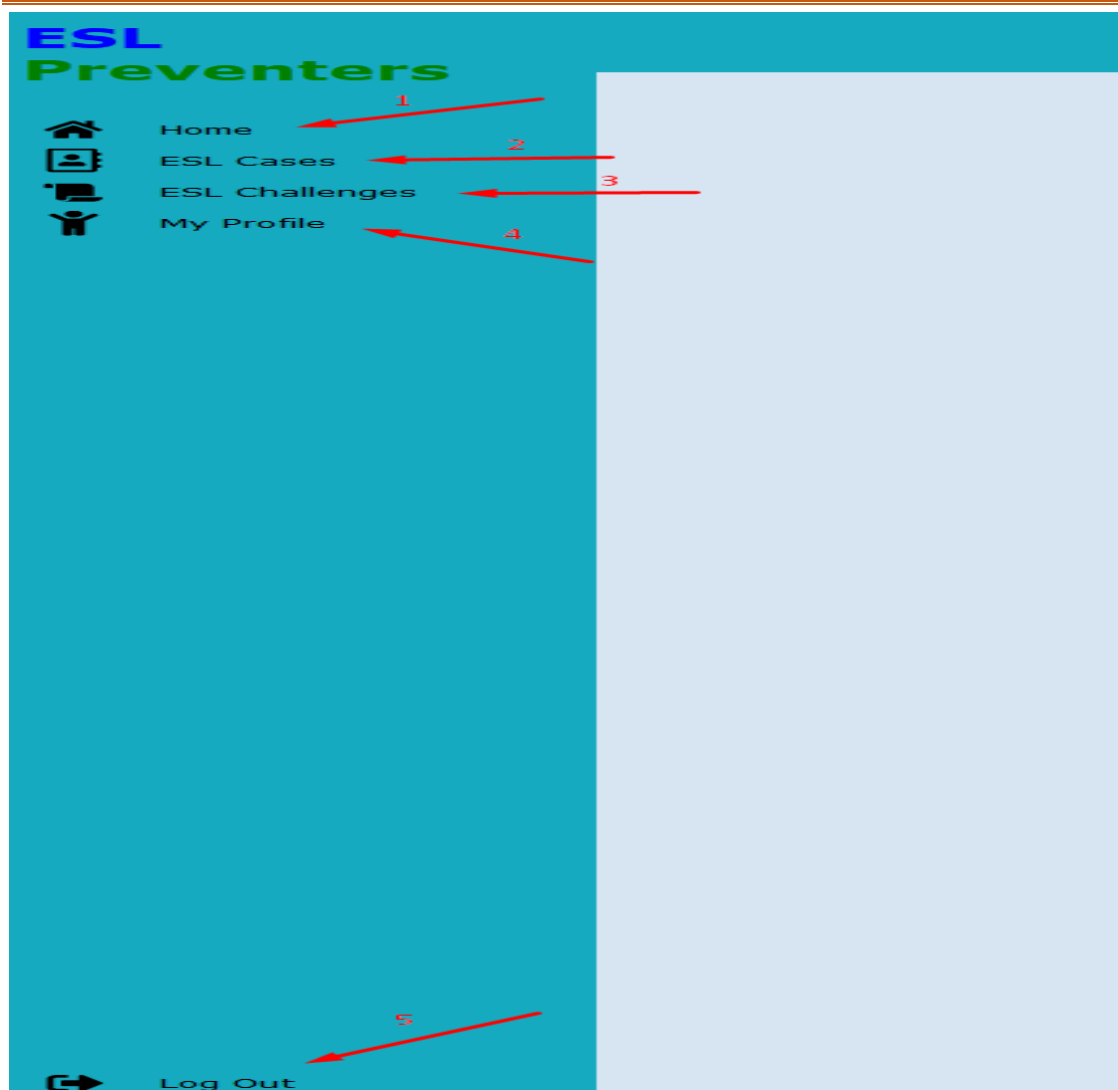 ESL
Preventers
1
Home
2
ESL Cases
3
ESL Challenges
My Profile
4
5
Log Out